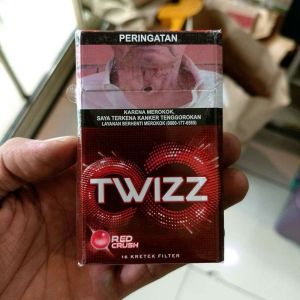 PERINGATAN
KARENA MEROKOK,
SAYA TERKENA KANKER TENGGOROKAN
LAYANAN BERHENTI MEROKOK (0800-177-6565)
TWIZZ
RED
CRUSH
16 KRETEK FILTER